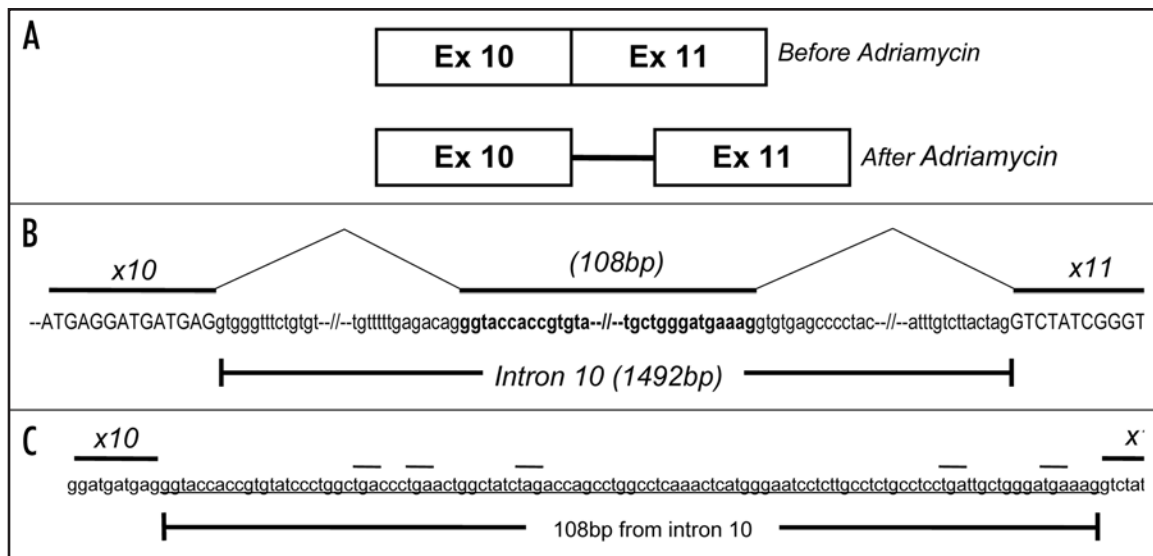 A
Ex 10 Ex 11 Before Adriamycin
Ex 10 Ex 11 After Adriamycin
B
x10 (108bp) x11
--ATGAGGATGATGAGgtgggtttctgtgt--//--tgtttttgagacagggtaccaccgtgta--//--tgctgggatgaaaggtgtgagcccctac--//--atttgtcttactagGTCTATCGGGT
Intron 10 (1492bp)
C
x10 x'
ggatgatgagggtaccaccgtgtatccctggctgaccctgaactggctatctagaccagcctggcctcaaactcatgggaatcctcttgcctctgcctcctgattgctgggatgaaaggtctat
108bp from intron 10